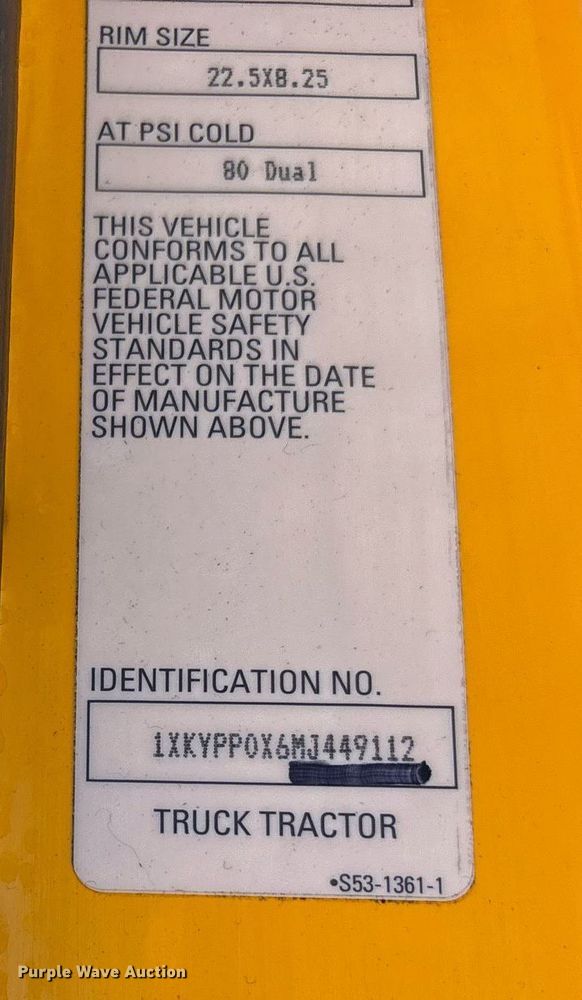 RIM SIZE
22.5X8.25
AT PSI COLD
80 Dual
THIS VEHICLE
CONFORMS TO ALL
APPLICABLE U.S.
FEDERAL MOTOR
VEHICLE SAFETY
STANDARDS IN
EFFECT ON THE DATE
OF MANUFACTURE
SHOWN ABOVE.
IDENTIFICATION NO.
1XKYPP0X6MJ449112
TRUCK TRACTOR
•S53-1361-1
Purple Wave Auction